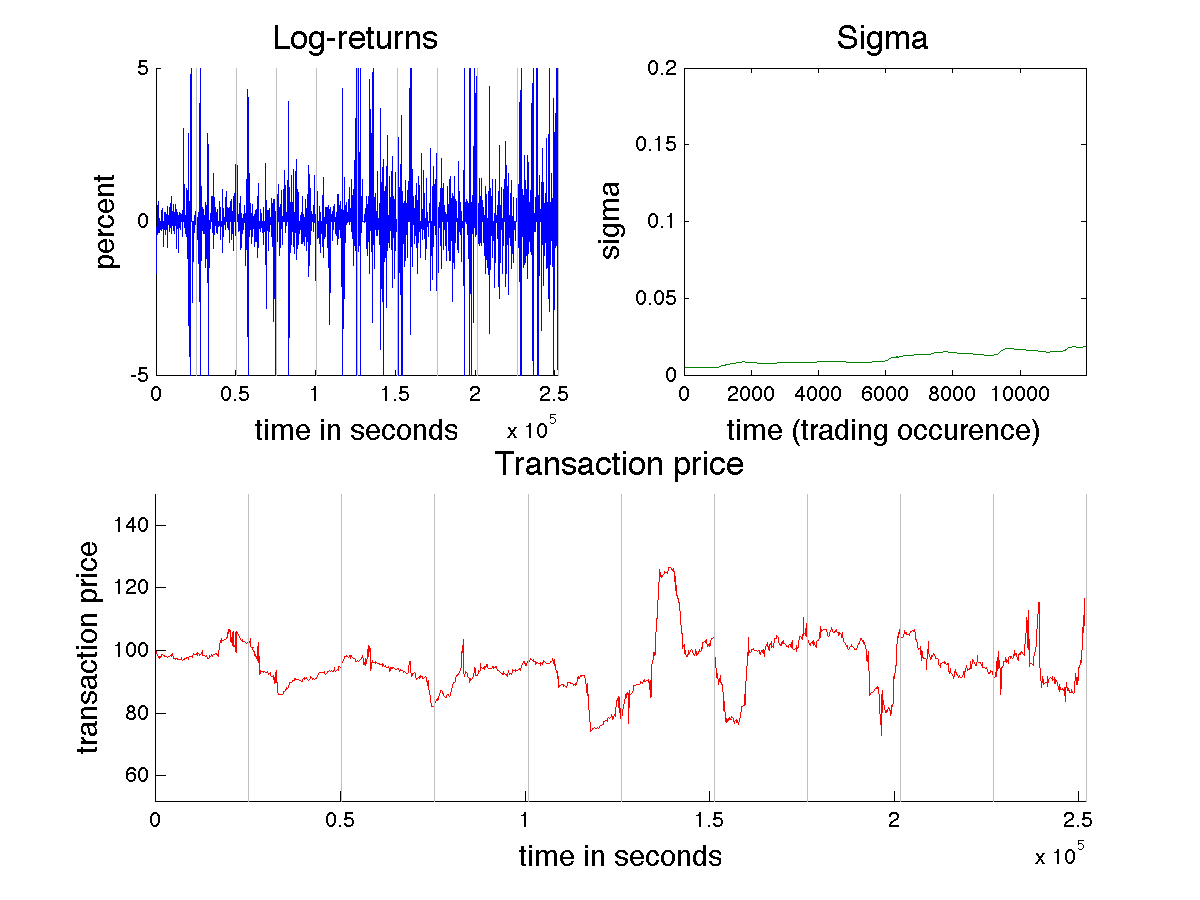 Log-returns
5
0
-5
percent
0
0.5
1
1.5
2
2.5
time in seconds
x 10^5
Sigma
0.2
0.15
0.1
0.05
0
sigma
0
2000
4000
6000
8000
10000
time (trading occurence)
Transaction price
140
120
100
80
60
transaction price
0
0.5
1
1.5
2
2.5
time in seconds
x 10^5